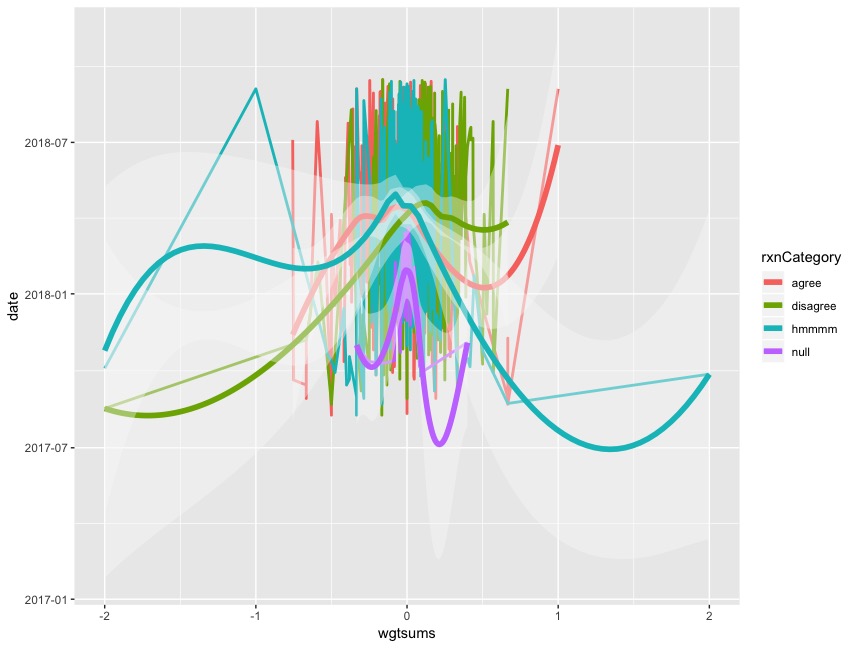 2018-07
2018-01
2017-07
2017-01
date
-2
-1
0
1
2
wgtsums
rxnCategory
agree
disagree
hmmmm
null